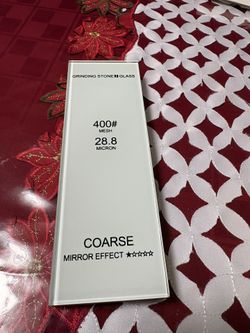 GRINDING STONE & GLASS
400#
MESH
28.8
MICRON
COARSE
MIRROR EFFECT ★☆☆☆☆